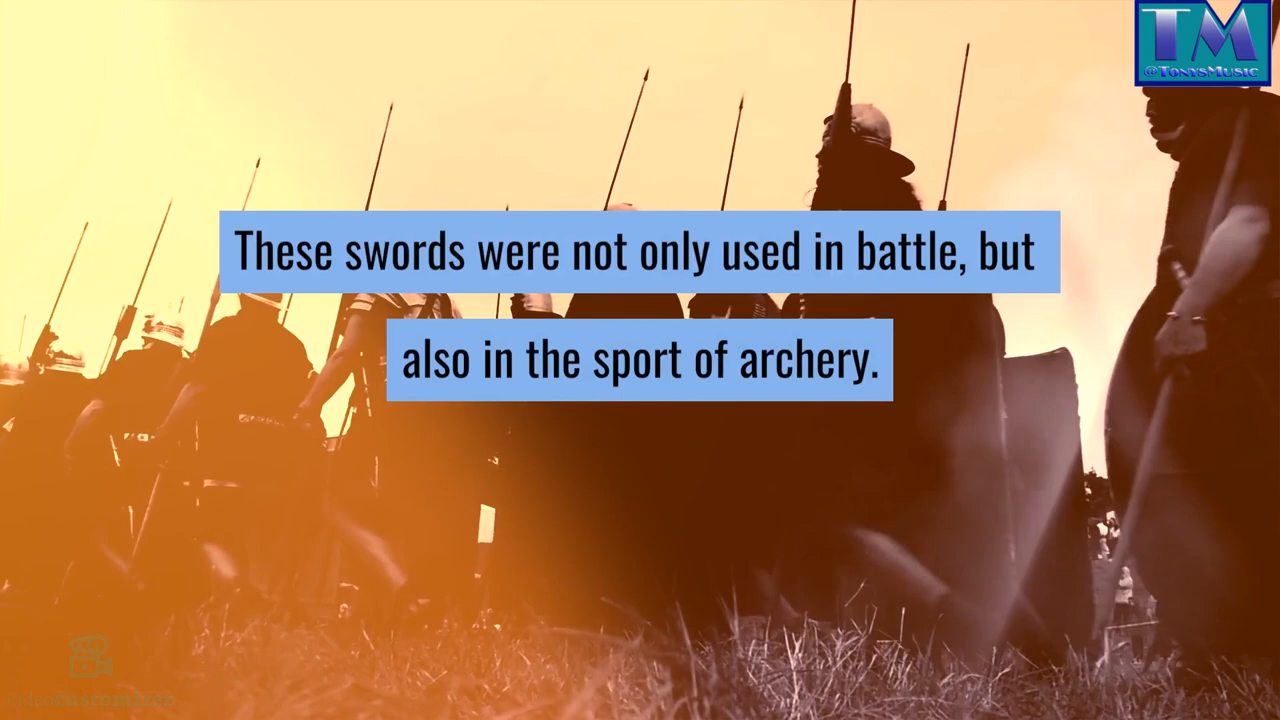 TM
@TonysMusic
These swords were not only used in battle, but
also in the sport of archery.